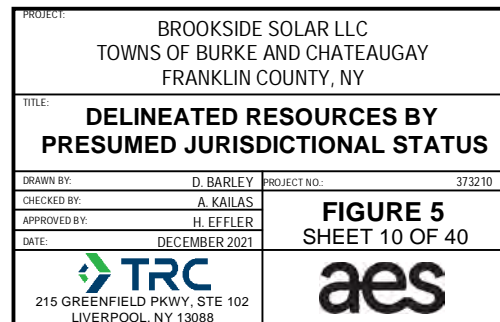 PROJECT:
BROOKSIDE SOLAR LLC
TOWNS OF BURKE AND CHATEAUGAY
FRANKLIN COUNTY, NY
TITLE:
DELINEATED RESOURCES BY
PRESUMED JURISDICTIONAL STATUS
DRAWN BY: D. BARLEY
CHECKED BY: A. KAILAS
APPROVED BY: H. EFFLER
DATE: DECEMBER 2021
PROJECT NO.: 373210
FIGURE 5
SHEET 10 OF 40
TRC
215 GREENFIELD PKWY, STE 102
LIVERPOOL, NY 13088
aes